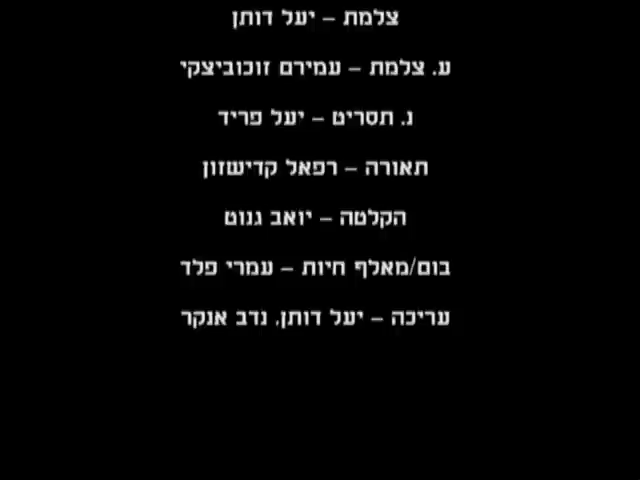 צלמת – יעל דותן
ע. צלמת – עמירם זוכוביצקי
נ. תסריט – יעל פריד
תאורה – רפאל קדישזון
הקלטה – יואב גנוט
בום/מאלף חיות – עמרי פלד
עריכה – יעל דותן, נדב אנקר